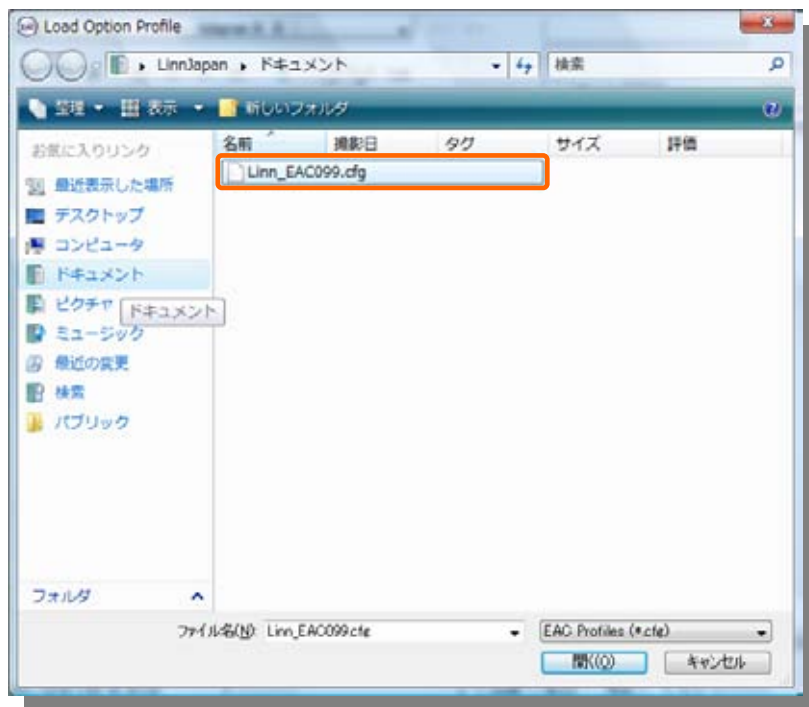 Load Option Profile
LinnJapan ▸ ドキュメント 検索
整理 表示 新しいフォルダ
お気に入りリンク
最近表示した場所
デスクトップ
コンピュータ
ドキュメント
ピクチャ
ドキュメント
ミュージック
最近の変更
検索
パブリック
フォルダ
名前 撮影日 タグ サイズ 評価
Linn_EAC099.cfg
ファイル名(N): Linn_EAC099.cfg EAC Profiles (*.cfg)
開く(O) キャンセル